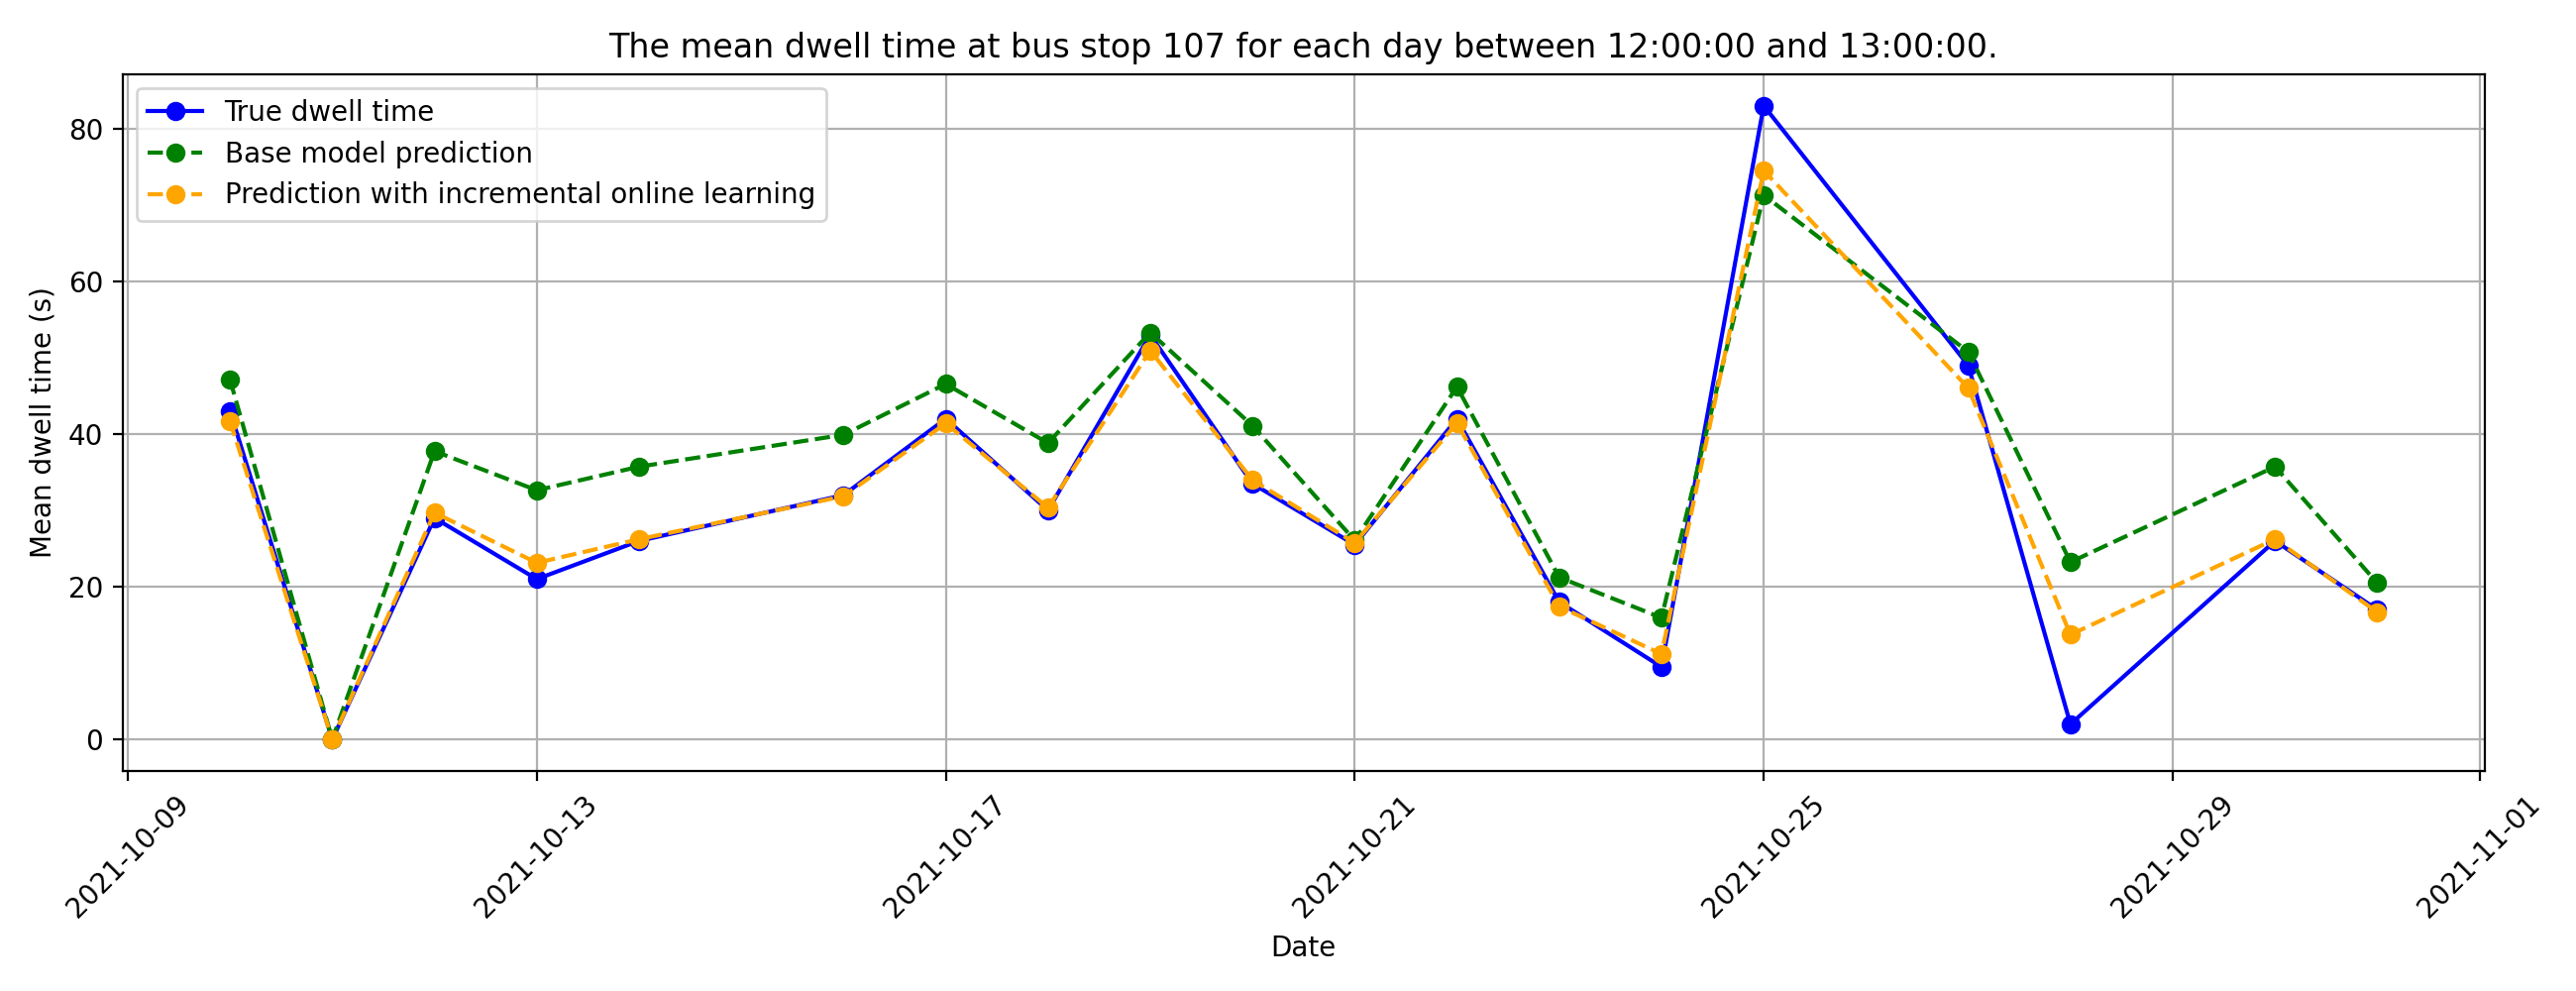 The mean dwell time at bus stop 107 for each day between 12:00:00 and 13:00:00.
True dwell time
Base model prediction
Prediction with incremental online learning
Mean dwell time (s)
80
60
40
20
0
2021-10-09
2021-10-13
2021-10-17
2021-10-21
2021-10-25
2021-10-29
2021-11-01
Date